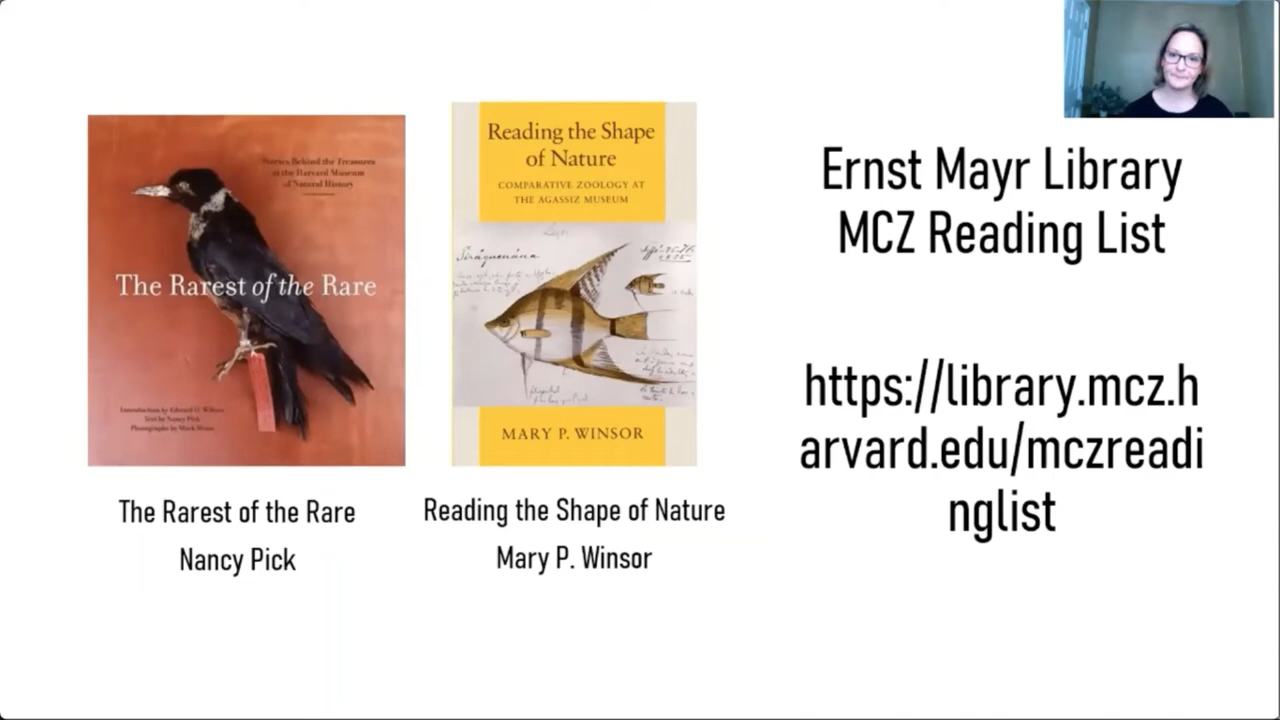 Stories Behind the Treasures
at the Harvard Museum
of Natural History
The Rarest of the Rare
Introduction by Edward O. Wilson
Text by Nancy Pick
Photographs by Mark Sloan
The Rarest of the Rare
Nancy Pick
Reading the Shape
of Nature
COMPARATIVE ZOOLOGY AT
THE AGASSIZ MUSEUM
MARY P. WINSOR
Reading the Shape of Nature
Mary P. Winsor
Ernst Mayr Library
MCZ Reading List
https://library.mcz.h
arvard.edu/mczreadi
nglist